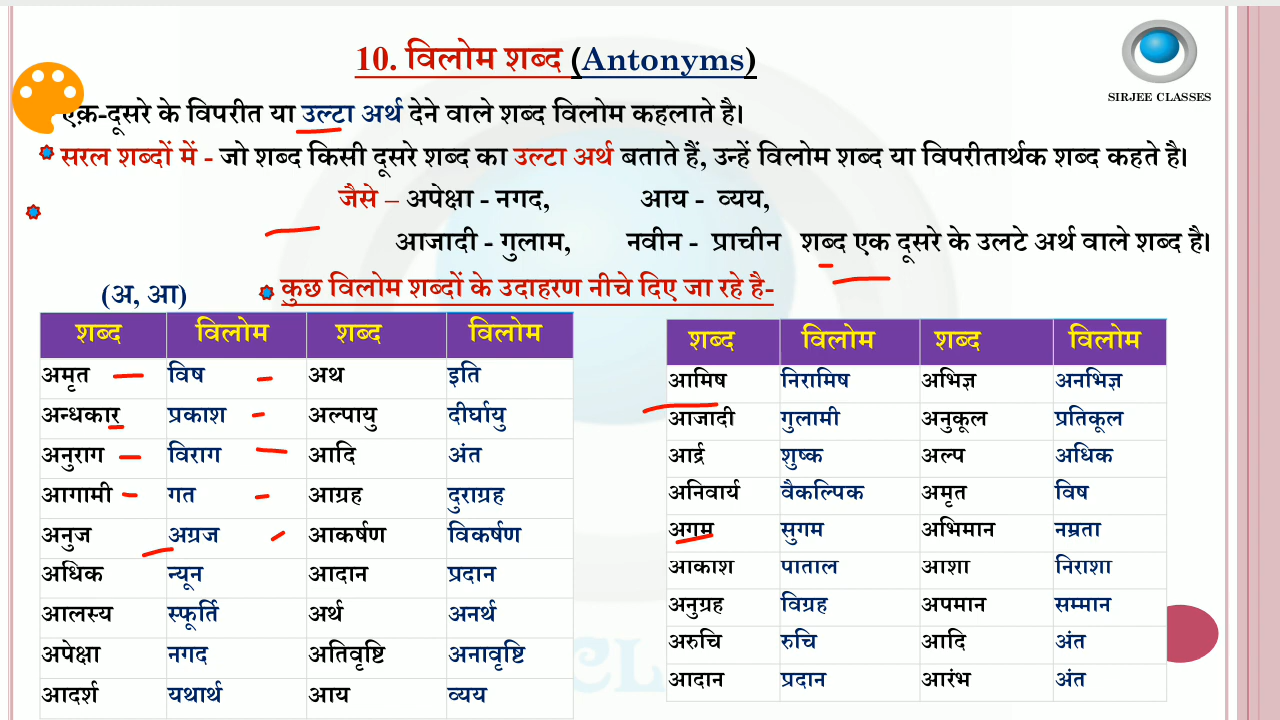 10. विलोम शब्द (Antonyms)
SIRJEE CLASSES
एक-दूसरे के विपरीत या उल्टा अर्थ देने वाले शब्द विलोम कहलाते है।
सरल शब्दों में - जो शब्द किसी दूसरे शब्द का उल्टा अर्थ बताते हैं, उन्हें विलोम शब्द या विपरीतार्थक शब्द कहते है।
जैसे – अपेक्षा - नगद, आय - व्यय,
आजादी - गुलाम, नवीन - प्राचीन शब्द एक दूसरे के उलटे अर्थ वाले शब्द है।
(अ, आ) कुछ विलोम शब्दों के उदाहरण नीचे दिए जा रहे है-
शब्द विलोम शब्द विलोम
अमृत विष अथ इति
अन्धकार प्रकाश अल्पायु दीर्घायु
अनुराग विराग आदि अंत
आगामी गत आग्रह दुराग्रह
अनुज अग्रज आकर्षण विकर्षण
अधिक न्यून आदान प्रदान
आलस्य स्फूर्ति अर्थ अनर्थ
अपेक्षा नगद अतिवृष्टि अनावृष्टि
आदर्श यथार्थ आय व्यय
शब्द विलोम शब्द विलोम
आमिष निरामिष अभिज्ञ अनभिज्ञ
आजादी गुलामी अनुकूल प्रतिकूल
आर्द्र शुष्क अल्प अधिक
अनिवार्य वैकल्पिक अमृत विष
अगम सुगम अभिमान नम्रता
आकाश पाताल आशा निराशा
अनुग्रह विग्रह अपमान सम्मान
अरुचि रुचि आदि अंत
आदान प्रदान आरंभ अंत